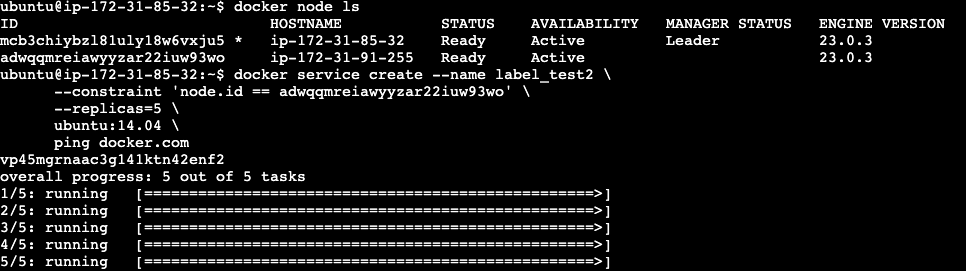 ubuntu@ip-172-31-85-32:~$ docker node ls
ID                            HOSTNAME           STATUS    AVAILABILITY   MANAGER STATUS   ENGINE VERSION
mcb3chiybzl81uly18w6vxju5 *   ip-172-31-85-32    Ready     Active         Leader           23.0.3
adwqqmreiawyyzar22iuw93wo     ip-172-31-91-255   Ready     Active                          23.0.3
ubuntu@ip-172-31-85-32:~$ docker service create --name label_test2 \
      --constraint 'node.id == adwqqmreiawyyzar22iuw93wo' \
      --replicas=5 \
      ubuntu:14.04 \
      ping docker.com
vp45mgrnaac3g141ktn42enf2
overall progress: 5 out of 5 tasks
1/5: running   [==================================================>]
2/5: running   [==================================================>]
3/5: running   [==================================================>]
4/5: running   [==================================================>]
5/5: running   [==================================================>]